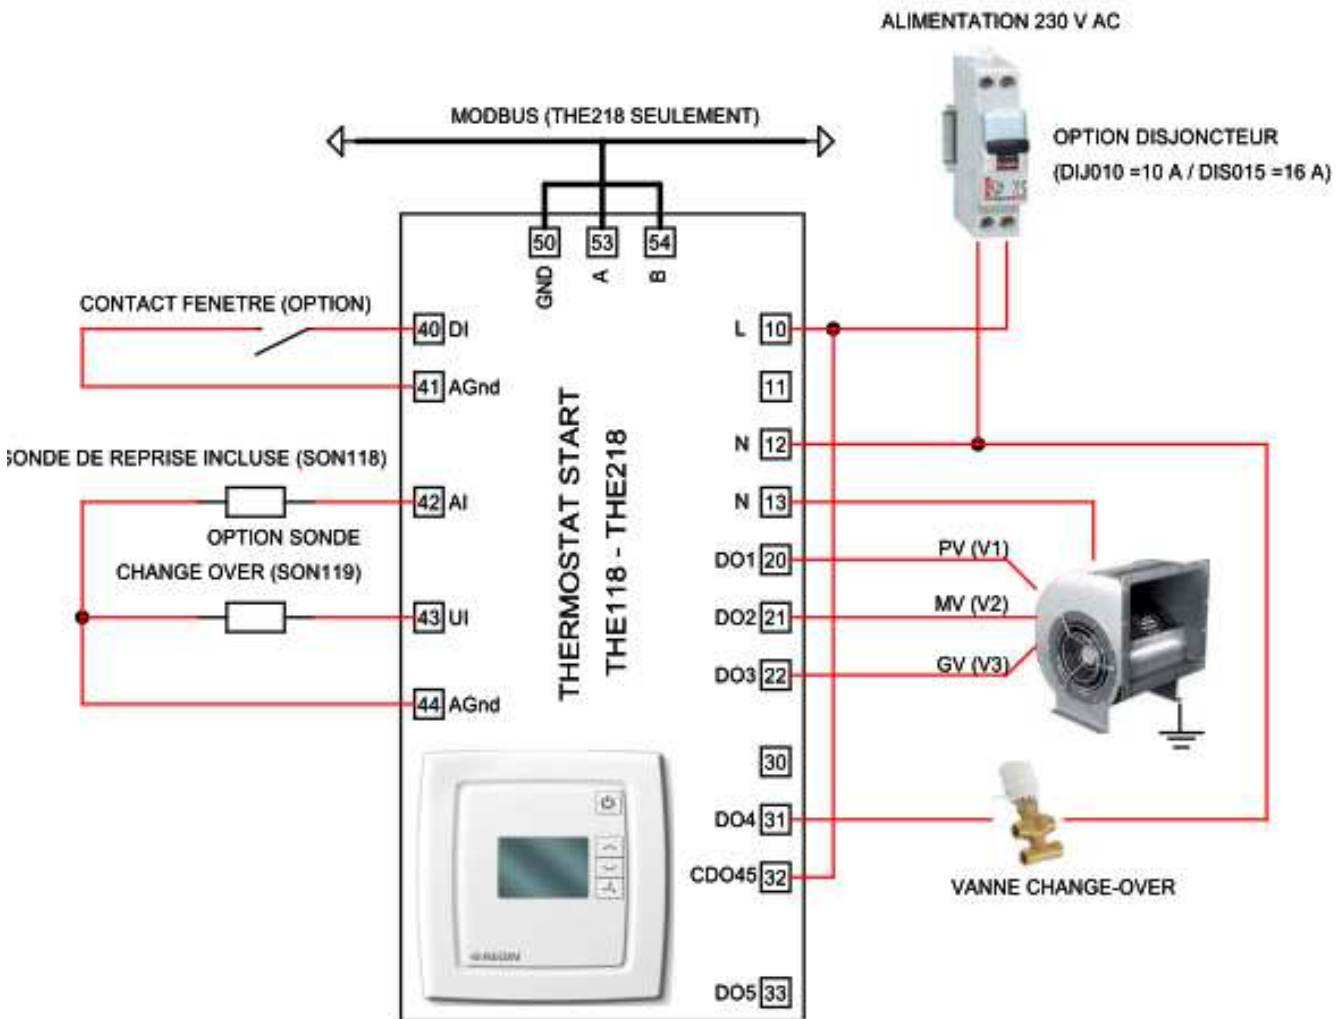 ALIMENTATION 230 V AC
MODBUS (THE218 SEULEMENT)
OPTION DISJONCTEUR
(DIJ010 =10 A / DIS015 =16 A)
50 53 54
GND A B
CONTACT FENETRE (OPTION)
40 DI
41 AGnd
SONDE DE REPRISE INCLUSE (SON118)
42 AI
OPTION SONDE
CHANGE OVER (SON119)
43 UI
44 AGnd
THERMOSTAT START
THE118 - THE218
L 10
11
N 12
N 13
DO1 20 PV (V1)
DO2 21 MV (V2)
DO3 22 GV (V3)
30
DO4 31
CDO45 32
VANNE CHANGE-OVER
REGIN
DO5 33